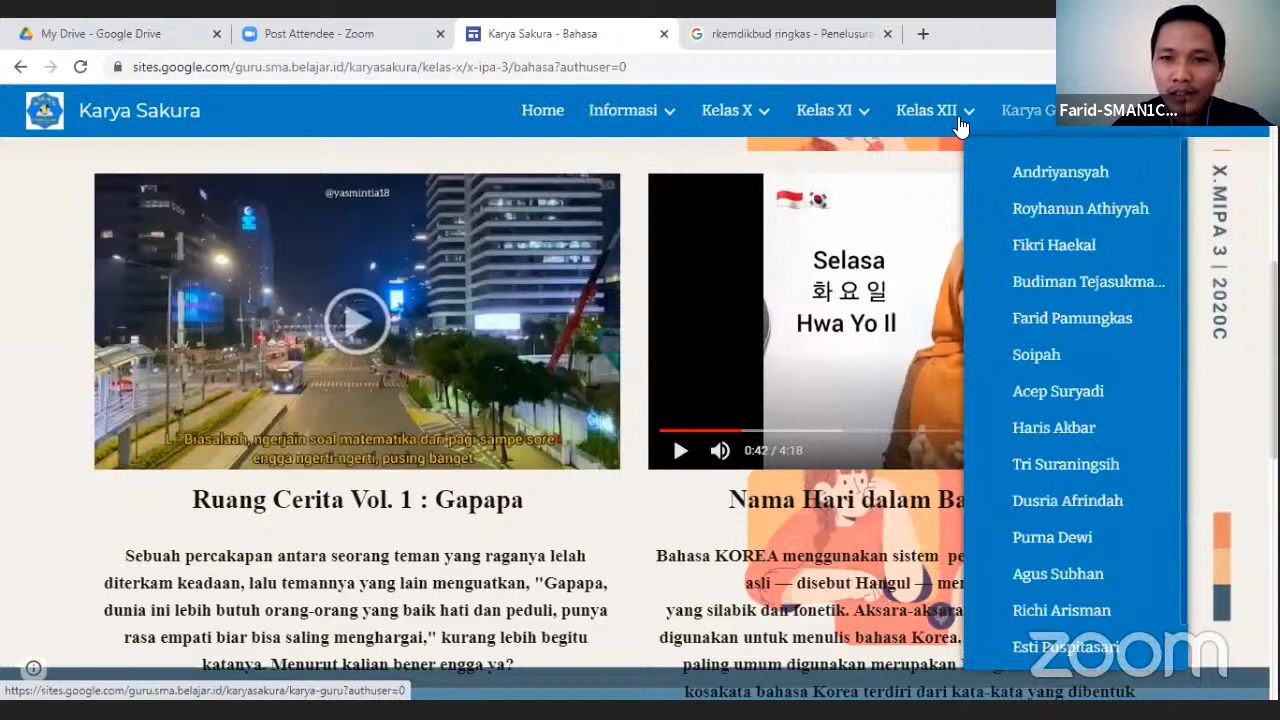 My Drive - Google Drive
Post Attendee - Zoom
Karya Sakura - Bahasa
rkemdikbud ringkas - Penelusura
sites.google.com/guru.sma.belajar.id/karyasakura/kelas-x/x-ipa-3/bahasa?authuser=0
Farid-SMAN1C...
Karya Sakura
Home
Informasi
Kelas X
Kelas XI
Kelas XII
Karya G
@yasmintia18
L : Biasalaah, ngerjain soal matematika dari pagi sampe sore
engga ngerti-ngerti, pusing banget
Selasa
화 요 일
Hwa Yo Il
0:42 / 4:18
Andriyansyah
Royhanun Athiyyah
Fikri Haekal
Budiman Tejasukma...
Farid Pamungkas
Soipah
Acep Suryadi
Haris Akbar
Tri Suraningsih
Dusria Afrindah
Purna Dewi
Agus Subhan
Richi Arisman
Esti Puspitasari
X.MIPA 3 | 2020C
Ruang Cerita Vol. 1 : Gapapa
Sebuah percakapan antara seorang teman yang raganya lelah
diterkam keadaan, lalu temannya yang lain menguatkan, "Gapapa,
dunia ini lebih butuh orang-orang yang baik hati dan peduli, punya
rasa empati biar bisa saling menghargai," kurang lebih begitu
katanya. Menurut kalian bener engga ya?
Nama Hari dalam Ba
Bahasa KOREA menggunakan sistem pe
asli — disebut Hangul — me
yang silabik dan fonetik. Aksara-aksara
digunakan untuk menulis bahasa Korea.
paling umum digunakan merupakan
kosakata bahasa Korea terdiri dari kata-kata yang dibentuk
https://sites.google.com/guru.sma.belajar.id/karyasakura/karya-guru?authuser=0
zoom